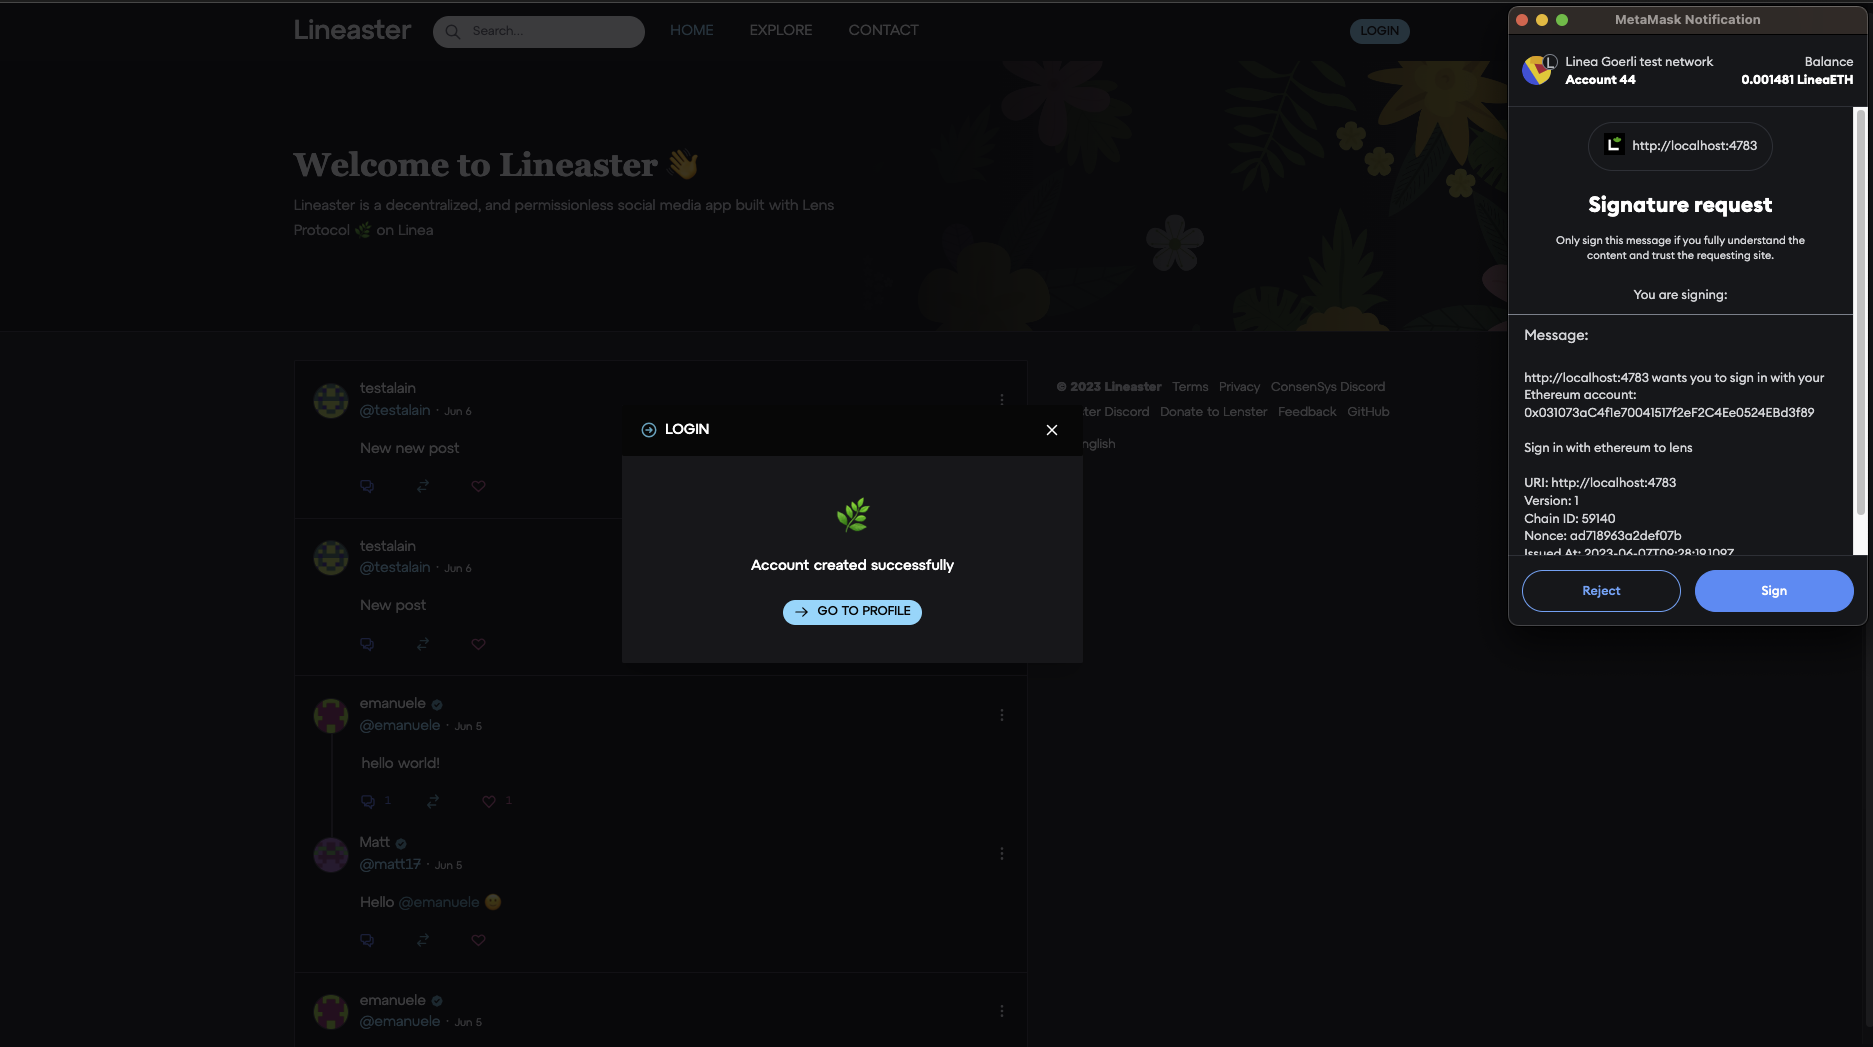 Lineaster
Search...
HOME
EXPLORE
CONTACT
LOGIN
Welcome to Lineaster 👋
Lineaster is a decentralized, and permissionless social media app built with Lens
Protocol 🌿 on Linea
testalain
@testalain · Jun 6
New new post
testalain
@testalain · Jun 6
New post
emanuele
@emanuele · Jun 5
hello world!
1 1
Matt
@matt17 · Jun 5
Hello @emanuele 🙂
emanuele
@emanuele · Jun 5
© 2023 Lineaster Terms Privacy ConsenSys Discord
ster Discord Donate to Lenster Feedback GitHub
nglish
LOGIN
Account created successfully
GO TO PROFILE
MetaMask Notification
L
Linea Goerli test network
Account 44
Balance
0.001481 LineaETH
L http://localhost:4783
Signature request
Only sign this message if you fully understand the
content and trust the requesting site.
You are signing:
Message:
http://localhost:4783 wants you to sign in with your
Ethereum account:
0x031073aC4f1e70041517f2eF2C4Ee0524EBd3f89
Sign in with ethereum to lens
URI: http://localhost:4783
Version: 1
Chain ID: 59140
Nonce: ad718963a2def07b
Issued At: 2023-06-07T09:28:19.109Z
Reject
Sign